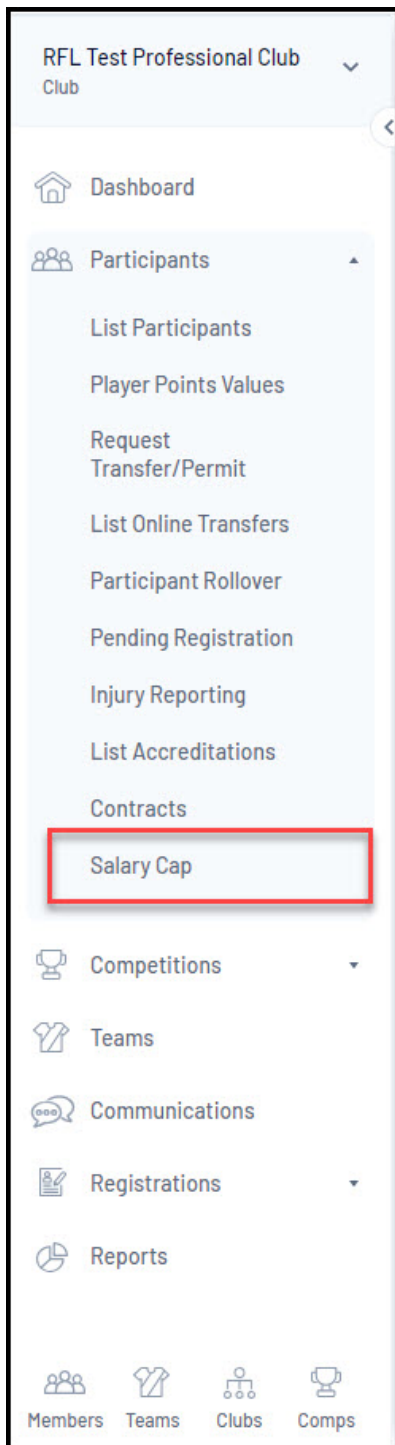 RFL Test Professional Club
Club
Dashboard
Participants
List Participants
Player Points Values
Request
Transfer/Permit
List Online Transfers
Participant Rollover
Pending Registration
Injury Reporting
List Accreditations
Contracts
Salary Cap
Competitions
Teams
Communications
Registrations
Reports
Members Teams Clubs Comps